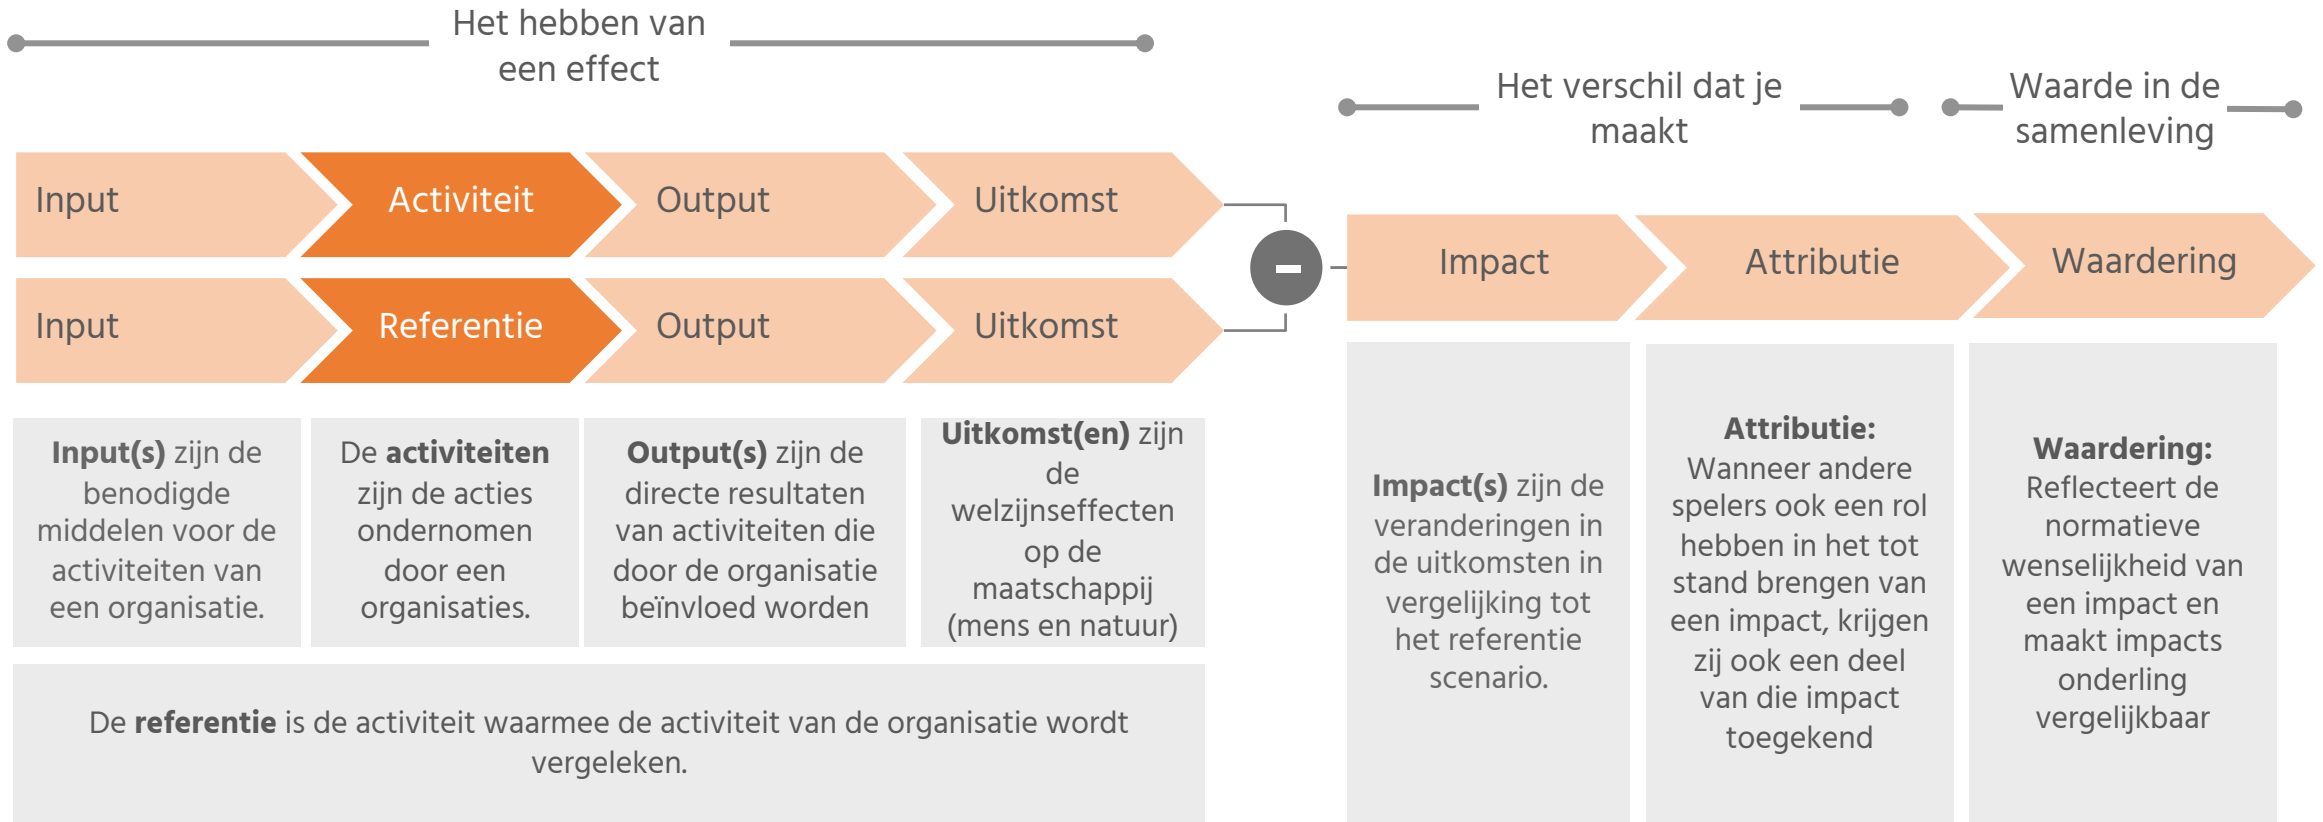 Het hebben van
een effect
Het verschil dat je
maakt
Waarde in de
samenleving
Input
Activiteit
Output
Uitkomst
Input
Referentie
Output
Uitkomst
-
Impact
Attributie
Waardering
Input(s) zijn de
benodigde
middelen voor de
activiteiten van
een organisatie.
De activiteiten
zijn de acties
ondernomen
door een
organisaties.
Output(s) zijn de
directe resultaten
van activiteiten die
door de organisatie
beïnvloed worden
Uitkomst(en) zijn
de
welzijnseffecten
op de
maatschappij
(mens en natuur)
De referentie is de activiteit waarmee de activiteit van de organisatie wordt
vergeleken.
Impact(s) zijn de
veranderingen in
de uitkomsten in
vergelijking tot
het referentie
scenario.
Attributie:
Wanneer andere
spelers ook een rol
hebben in het tot
stand brengen van
een impact, krijgen
zij ook een deel
van die impact
toegekend
Waardering:
Reflecteert de
normatieve
wenselijkheid van
een impact en
maakt impacts
onderling
vergelijkbaar